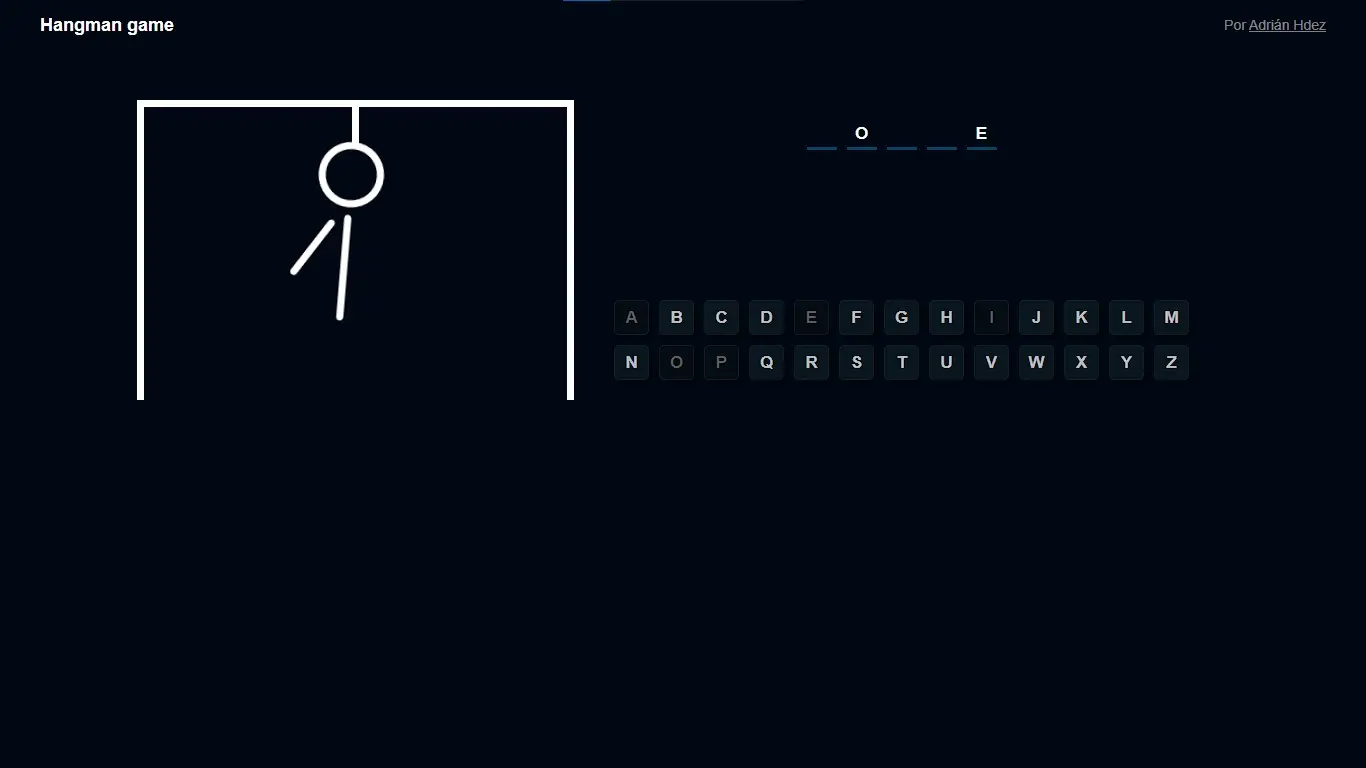 Hangman game
Por Adrián Hdez
O E
A B C D E F G H I J K L M
N O P Q R S T U V W X Y Z